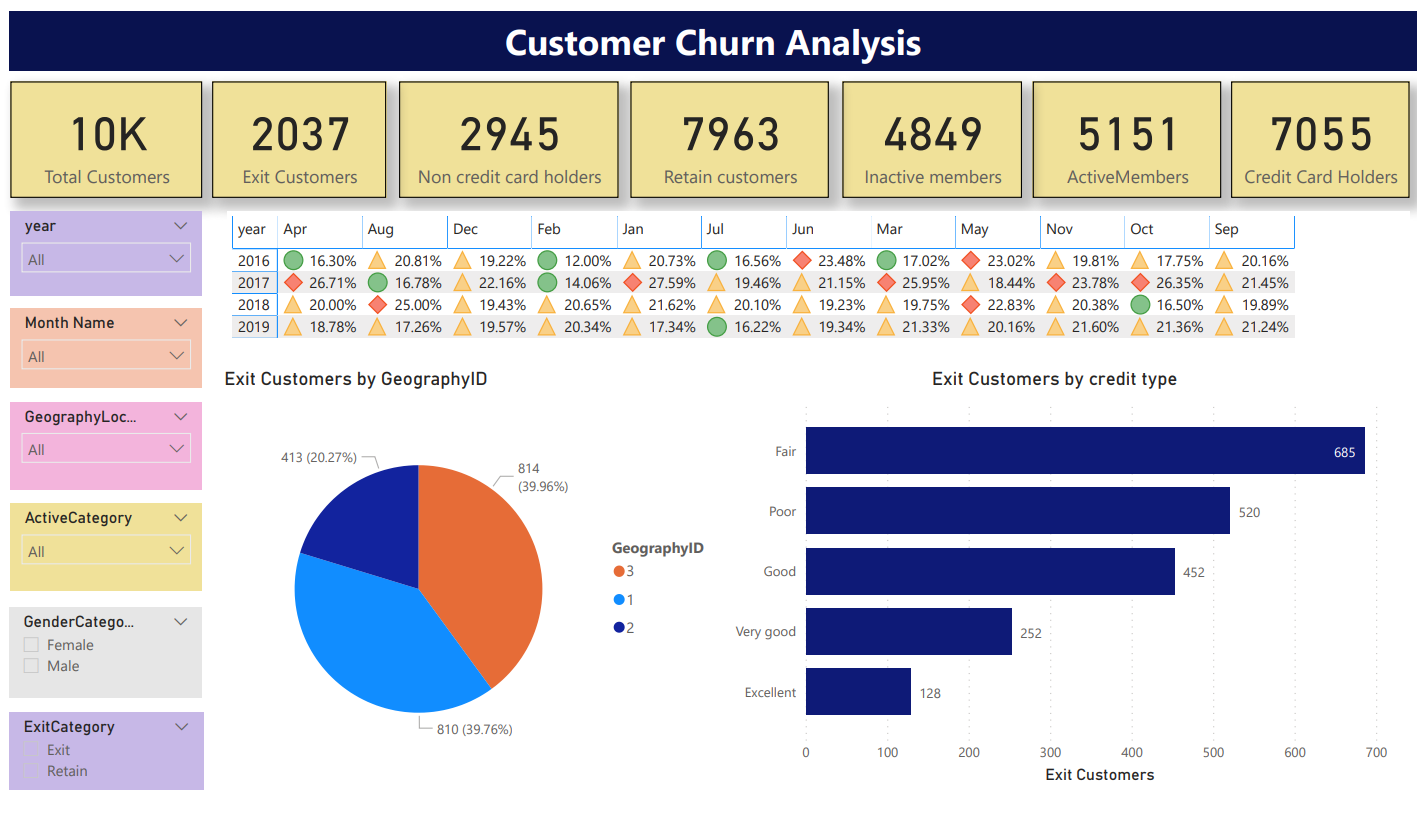 Customer Churn Analysis
10K
Total Customers
2037
Exit Customers
2945
Non credit card holders
7963
Retain customers
4849
Inactive members
5151
ActiveMembers
7055
Credit Card Holders
year
All
Month Name
All
GeographyLoc...
All
ActiveCategory
All
GenderCatego...
Female
Male
ExitCategory
Exit
Retain
year Apr Aug Dec Feb Jan Jul Jun Mar May Nov Oct Sep
2016 16.30% 20.81% 19.22% 12.00% 20.73% 16.56% 23.48% 17.02% 23.02% 19.81% 17.75% 20.16%
2017 26.71% 16.78% 22.16% 14.06% 27.59% 19.46% 21.15% 25.95% 18.44% 23.78% 26.35% 21.45%
2018 20.00% 25.00% 19.43% 20.65% 21.62% 20.10% 19.23% 19.75% 22.83% 20.38% 16.50% 19.89%
2019 18.78% 17.26% 19.57% 20.34% 17.34% 16.22% 19.34% 21.33% 20.16% 21.60% 21.36% 21.24%
Exit Customers by GeographyID
413 (20.27%)
814
(39.96%)
810 (39.76%)
GeographyID
3
1
2
Exit Customers by credit type
Fair 685
Poor 520
Good 452
Very good 252
Excellent 128
0 100 200 300 400 500 600 700
Exit Customers